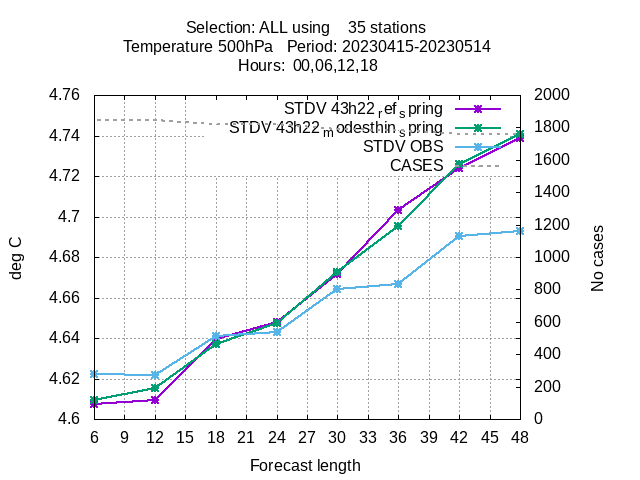 Selection: ALL using    35 stations
Temperature 500hPa   Period: 20230415-20230514
Hours:  00,06,12,18
STDV 43h22_ref_spring
STDV 43h22_modesthin_spring
STDV OBS
CASES
4.76
4.74
4.72
4.7
4.68
4.66
4.64
4.62
4.6
deg C
2000
1800
1600
1400
1200
1000
800
600
400
200
0
No cases
6 9 12 15 18 21 24 27 30 33 36 39 42 45 48
Forecast length